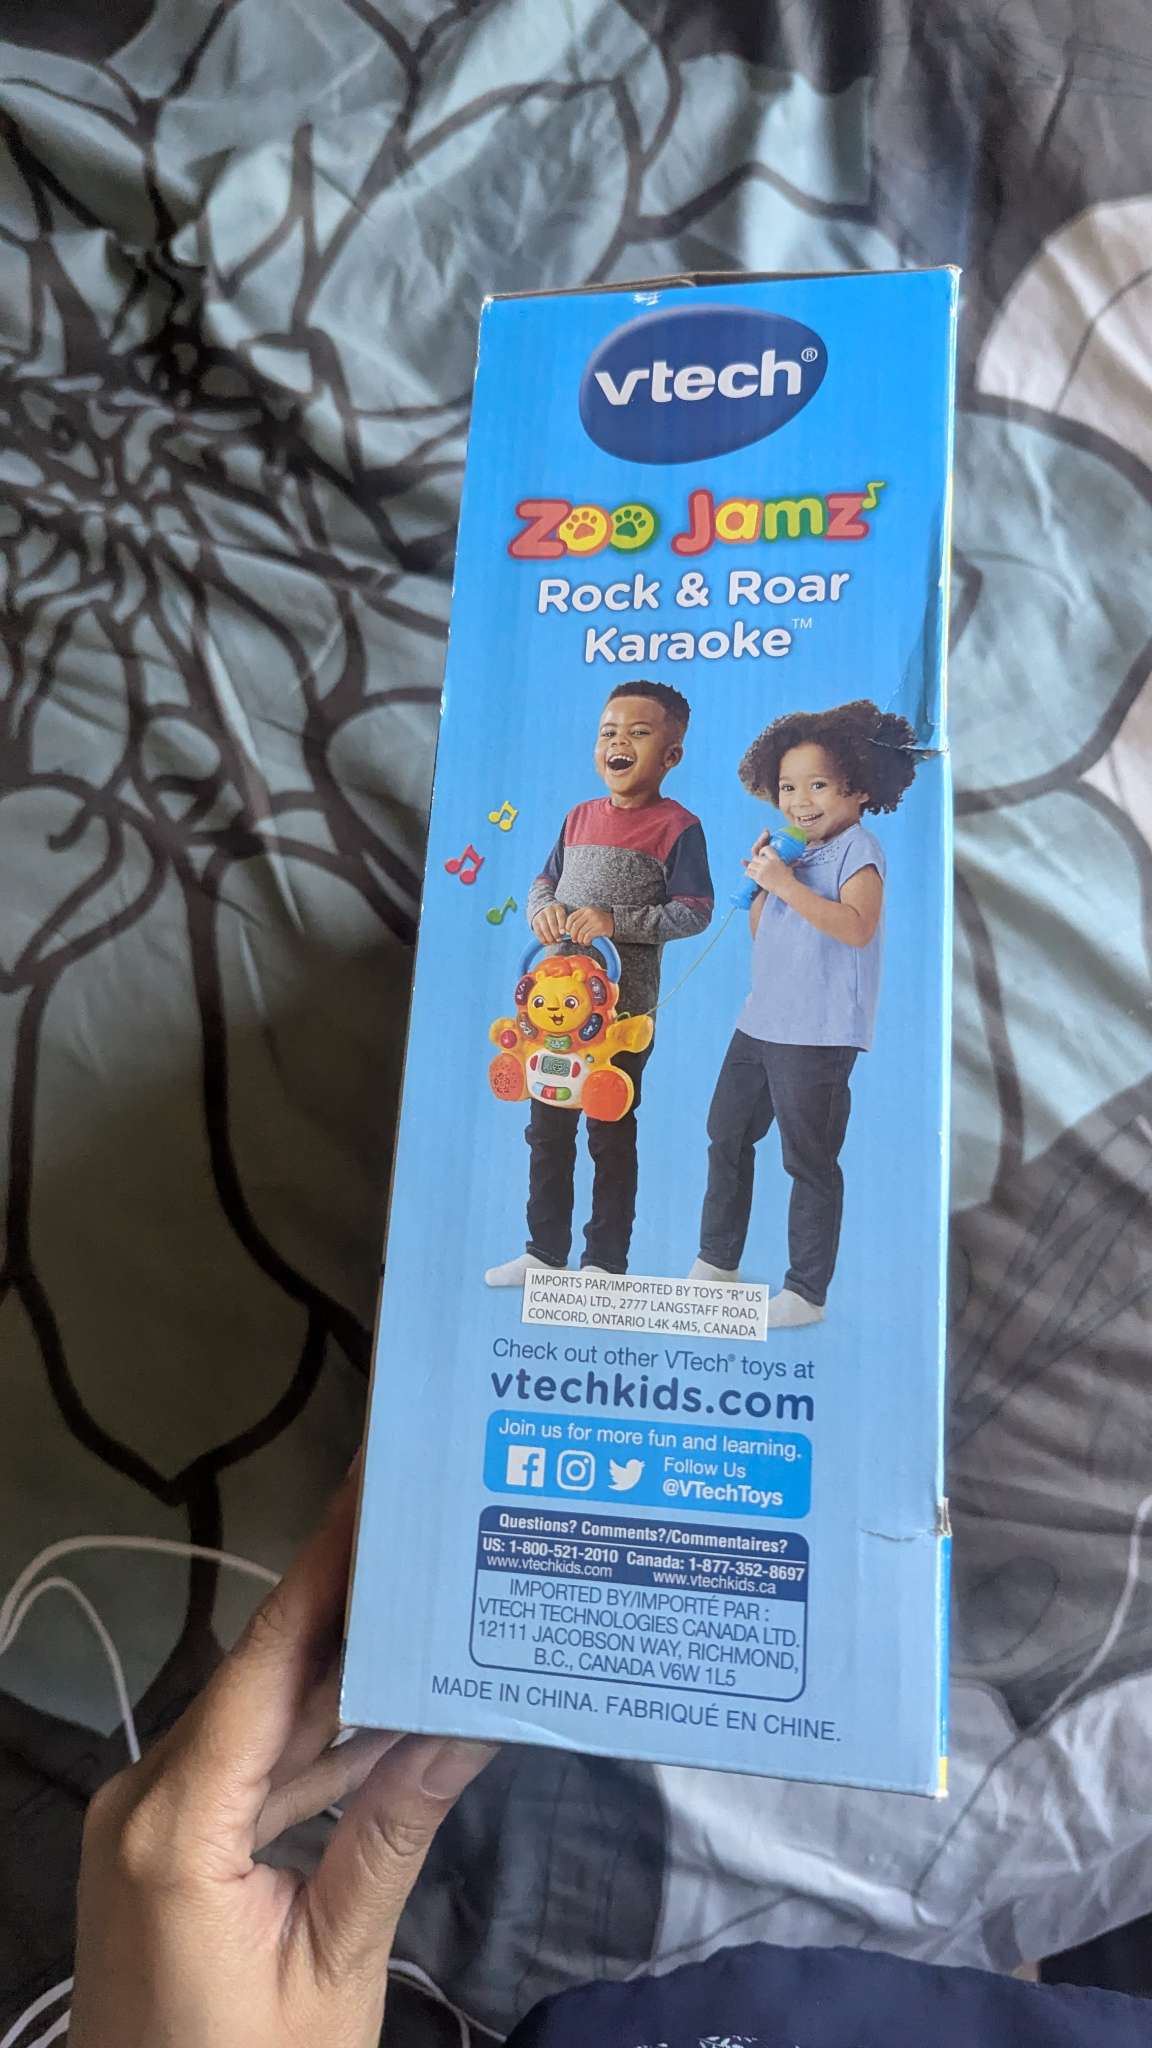 vtech®
Zoo Jamz
Rock & Roar
Karaoke™
IMPORTS PAR/IMPORTED BY TOYS "R" US
(CANADA) LTD., 2777 LANGSTAFF ROAD,
CONCORD, ONTARIO L4K 4M5, CANADA
Check out other VTech® toys at
vtechkids.com
Join us for more fun and learning.
Follow Us
@VTechToys
Questions? Comments?/Commentaires?
US: 1-800-521-2010 Canada: 1-877-352-8697
www.vtechkids.com www.vtechkids.ca
IMPORTED BY/IMPORTÉ PAR :
VTECH TECHNOLOGIES CANADA LTD.
12111 JACOBSON WAY, RICHMOND,
B.C., CANADA V6W 1L5
MADE IN CHINA. FABRIQUÉ EN CHINE.